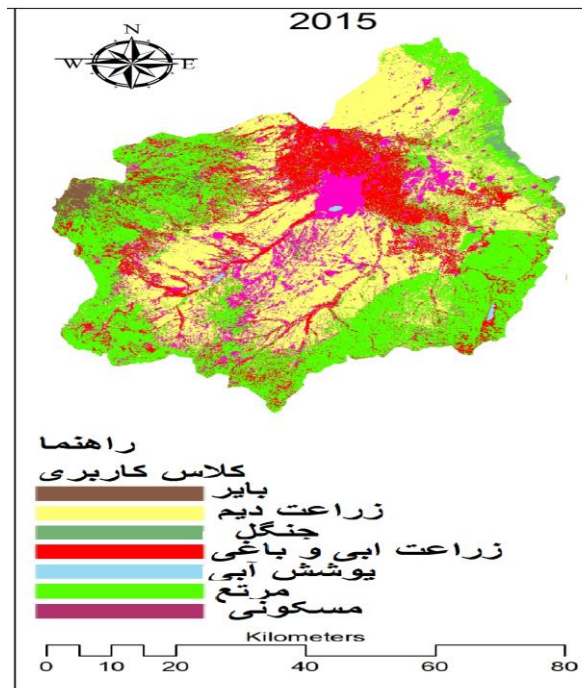 2015
N
W E
S
راهنما
کلاس کاربری
بایر
زراعت دیم
جنگل
زراعت ابی و باغی
پوشش آبی
مرتع
مسکونی
Kilometers
0 10 20 40 60 80